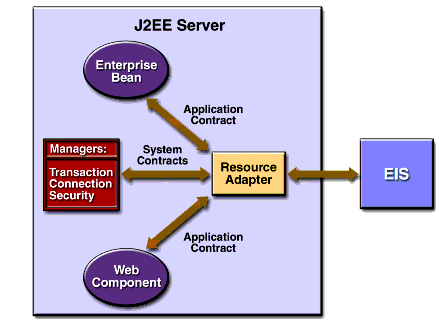 J2EE Server
Enterprise
Bean
Application
Contract
Managers:
Transaction
Connection
Security
System
Contracts
Resource
Adapter
EIS
Application
Contract
Web
Component